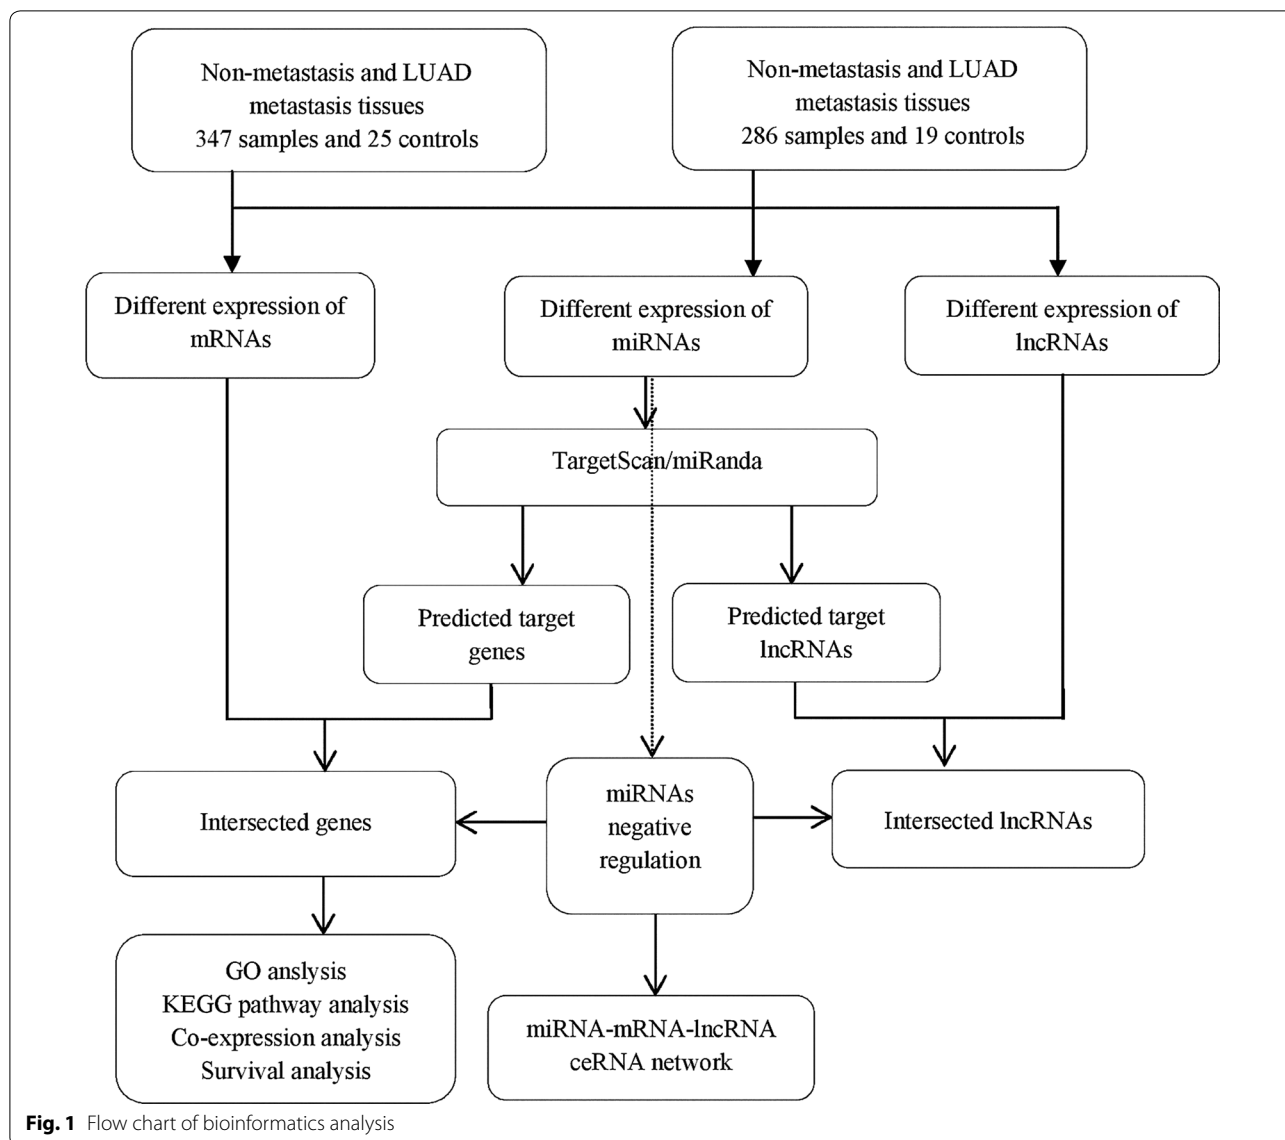 Non-metastasis and LUAD
metastasis tissues
347 samples and 25 controls
Non-metastasis and LUAD
metastasis tissues
286 samples and 19 controls
Different expression of
mRNAs
Different expression of
miRNAs
Different expression of
lncRNAs
TargetScan/miRanda
Predicted target
genes
Predicted target
lncRNAs
Intersected genes
miRNAs
negative
regulation
Intersected lncRNAs
GO anslysis
KEGG pathway analysis
Co-expression analysis
Survival analysis
miRNA-mRNA-lncRNA
ceRNA network
Fig. 1 Flow chart of bioinformatics analysis